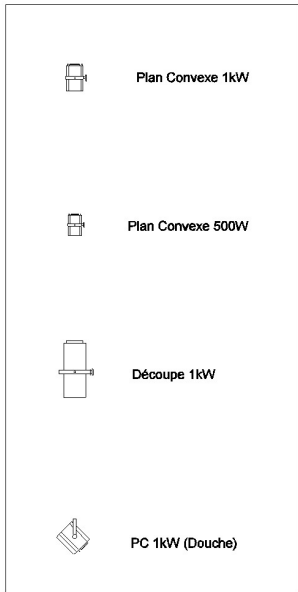 Plan Convexe 1kW
Plan Convexe 500W
Découpe 1kW
PC 1kW (Douche)